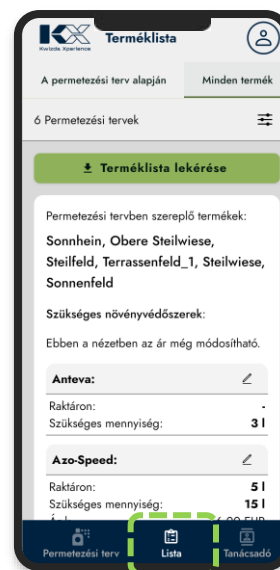 KX
Kwizda Xperience
Terméklista
A permetezési terv alapján
Minden termék
6 Permetezési tervek
Terméklista lekérése
Permetezési tervben szereplő termékek:
Sonnhein, Obere Steilwiese,
Steilfeld, Terrassenfeld_1, Steilwiese,
Sonnenfeld
Szükséges növényvédőszerek:
Ebben a nézetben az ár még módosítható.
Anteva:
Raktáron: -
Szükséges mennyiség: 3 l
Azo-Speed:
Raktáron: 5 l
Szükséges mennyiség: 15 l
Permetezési terv
Lista
Tanácsadó